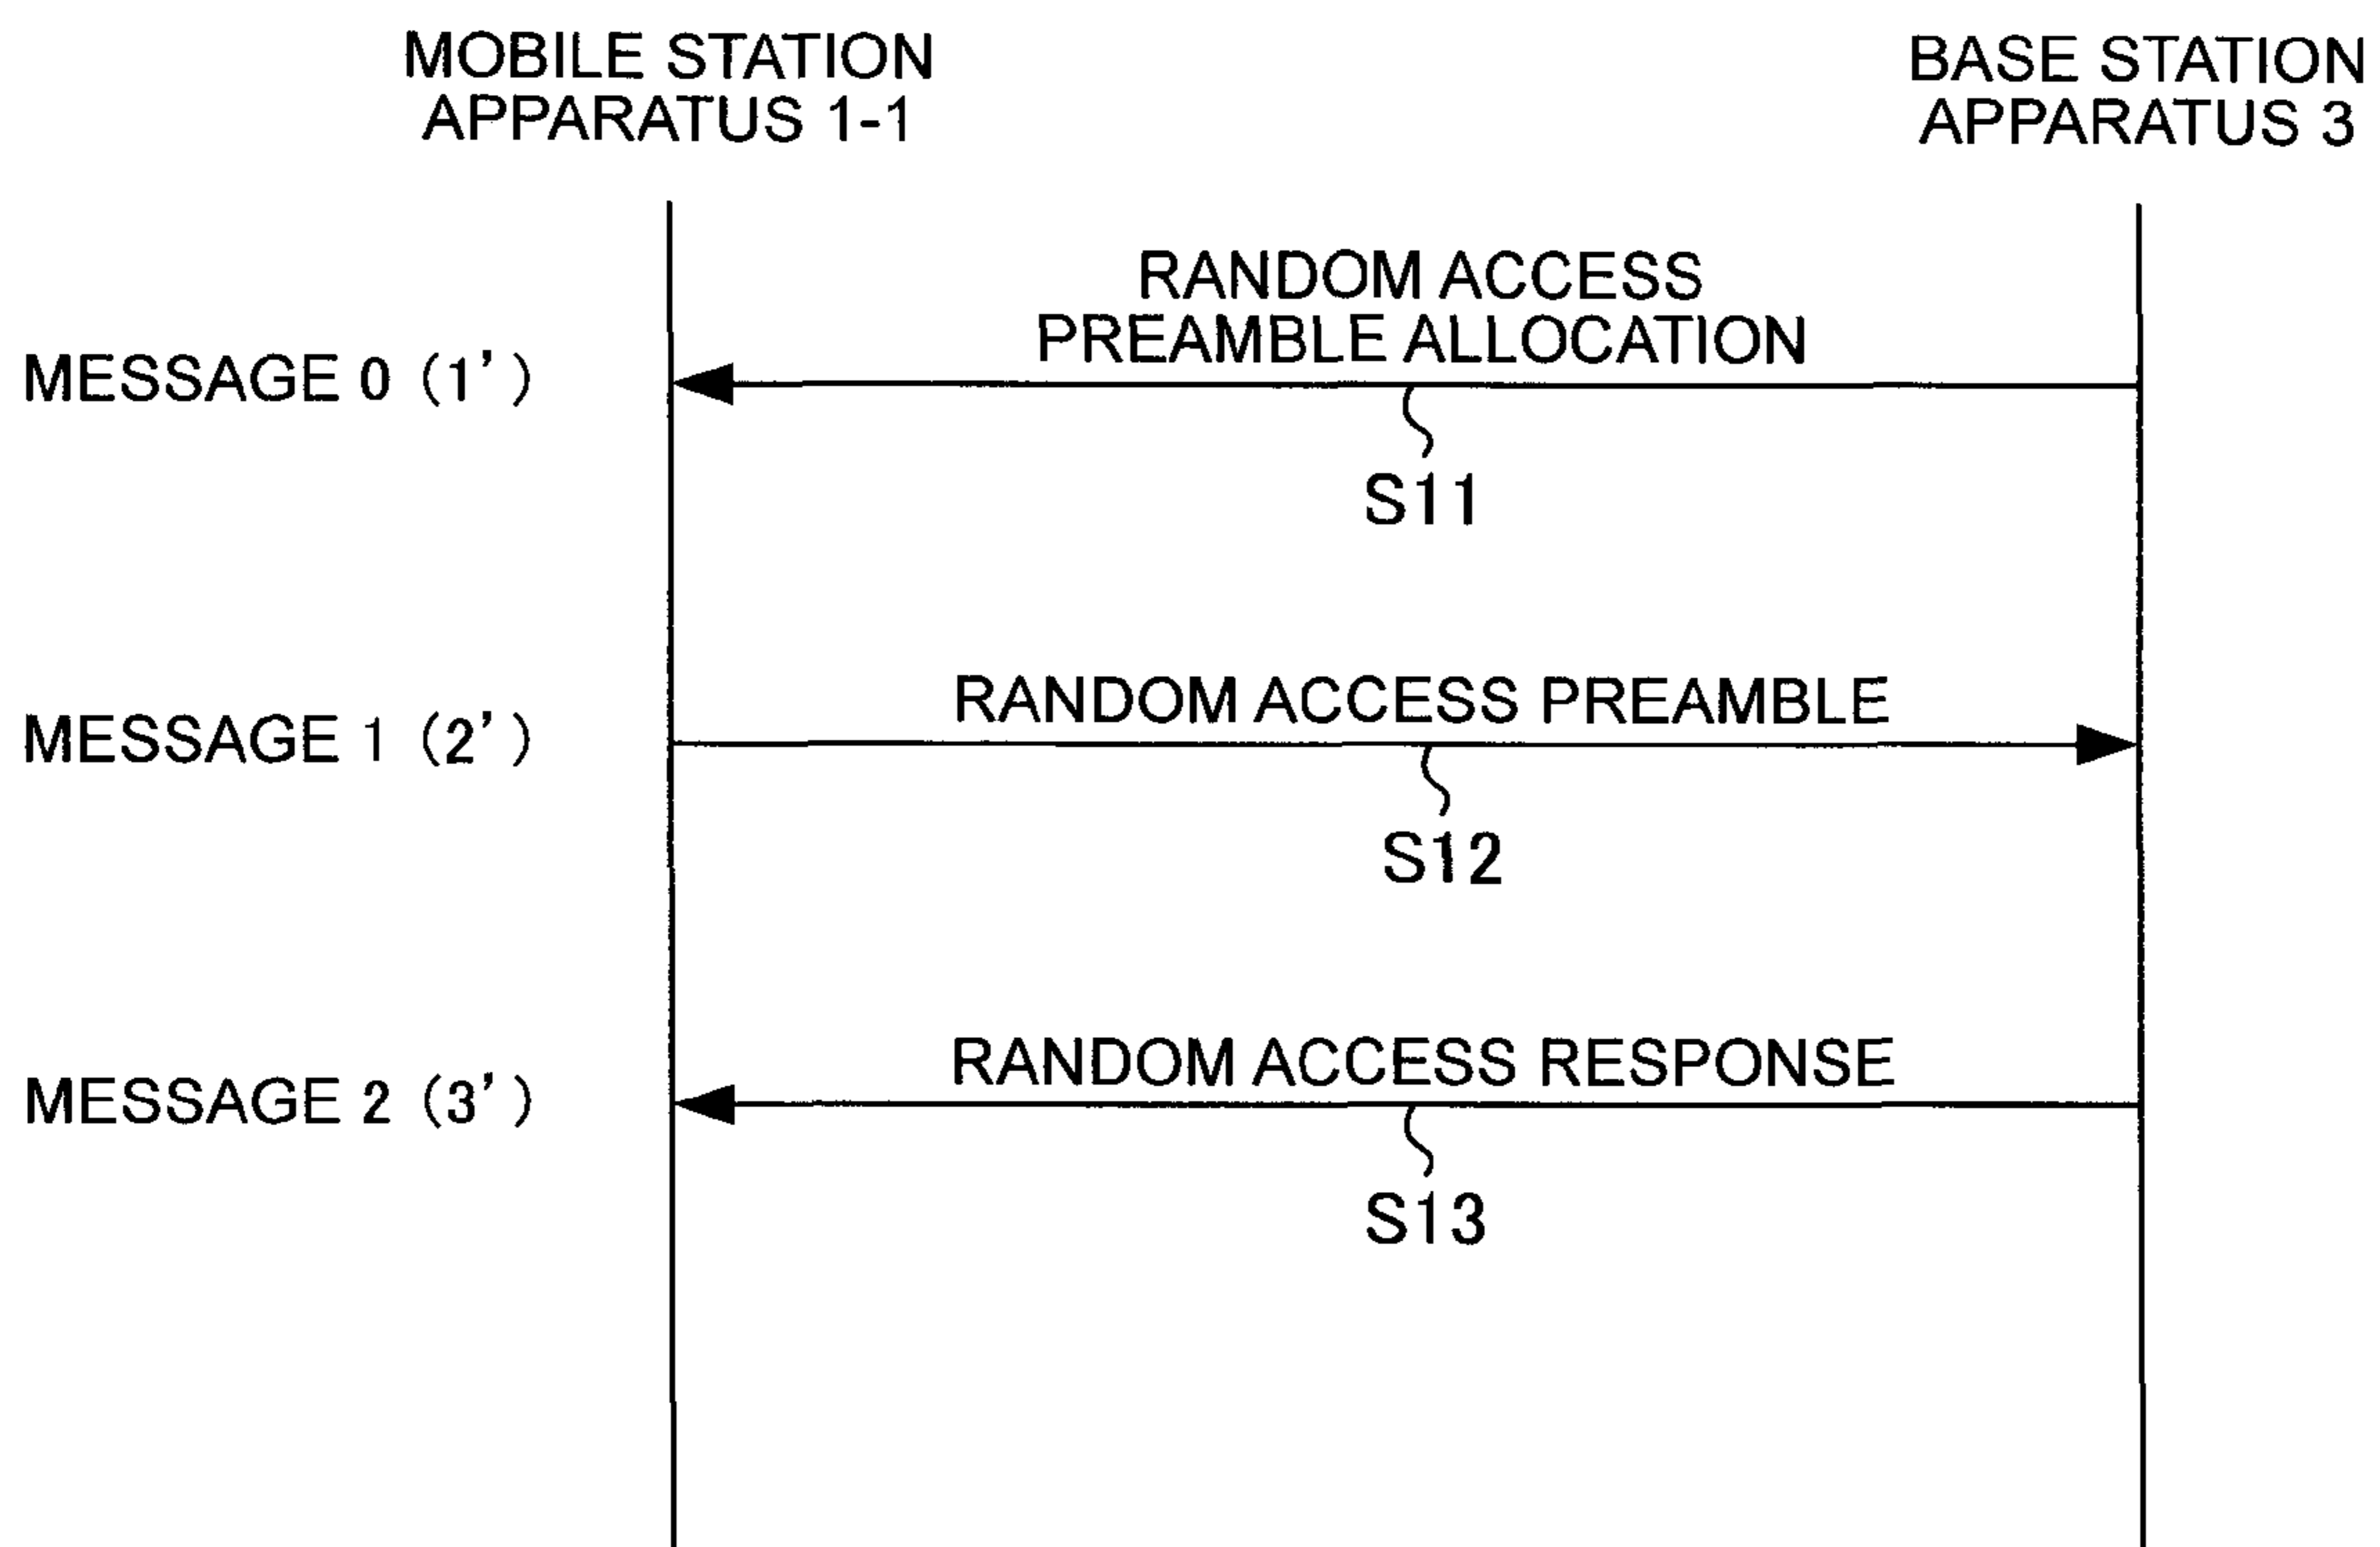 MOBILE STATION
APPARATUS 1-1
BASE STATION
APPARATUS 3
RANDOM ACCESS
PREAMBLE ALLOCATION
MESSAGE 0 (1')
S11
RANDOM ACCESS PREAMBLE
MESSAGE 1 (2')
S12
RANDOM ACCESS RESPONSE
MESSAGE 2 (3')
S13